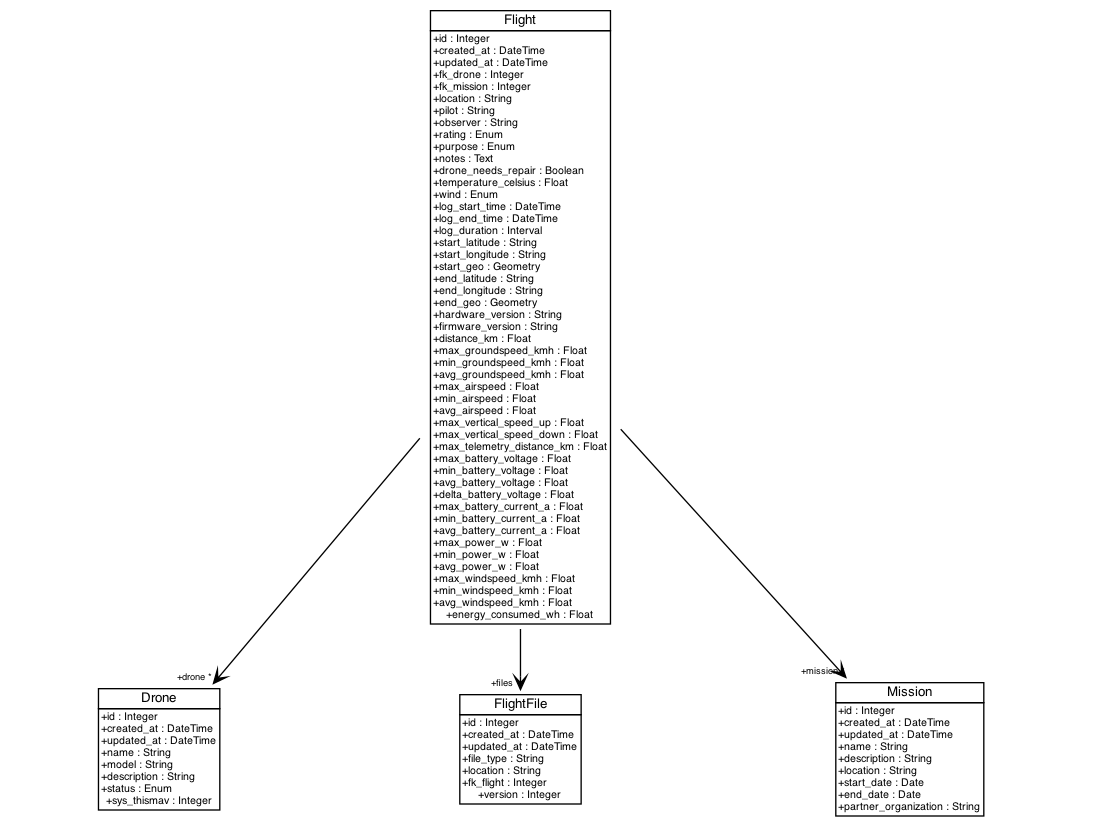 Flight
+id : Integer
+created_at : DateTime
+updated_at : DateTime
+fk_drone : Integer
+fk_mission : Integer
+location : String
+pilot : String
+observer : String
+rating : Enum
+purpose : Enum
+notes : Text
+drone_needs_repair : Boolean
+temperature_celsius : Float
+wind : Enum
+log_start_time : DateTime
+log_end_time : DateTime
+log_duration : Interval
+start_latitude : String
+start_longitude : String
+start_geo : Geometry
+end_latitude : String
+end_longitude : String
+end_geo : Geometry
+hardware_version : String
+firmware_version : String
+distance_km : Float
+max_groundspeed_kmh : Float
+min_groundspeed_kmh : Float
+avg_groundspeed_kmh : Float
+max_airspeed : Float
+min_airspeed : Float
+avg_airspeed : Float
+max_vertical_speed_up : Float
+max_vertical_speed_down : Float
+max_telemetry_distance_km : Float
+max_battery_voltage : Float
+min_battery_voltage : Float
+avg_battery_voltage : Float
+delta_battery_voltage : Float
+max_battery_current_a : Float
+min_battery_current_a : Float
+avg_battery_current_a : Float
+max_power_w : Float
+min_power_w : Float
+avg_power_w : Float
+max_windspeed_kmh : Float
+min_windspeed_kmh : Float
+avg_windspeed_kmh : Float
+energy_consumed_wh : Float
+drone *
Drone
+id : Integer
+created_at : DateTime
+updated_at : DateTime
+name : String
+model : String
+description : String
+status : Enum
+sys_thismav : Integer
+files
FlightFile
+id : Integer
+created_at : DateTime
+updated_at : DateTime
+file_type : String
+location : String
+fk_flight : Integer
+version : Integer
+mission
Mission
+id : Integer
+created_at : DateTime
+updated_at : DateTime
+name : String
+description : String
+location : String
+start_date : Date
+end_date : Date
+partner_organization : String